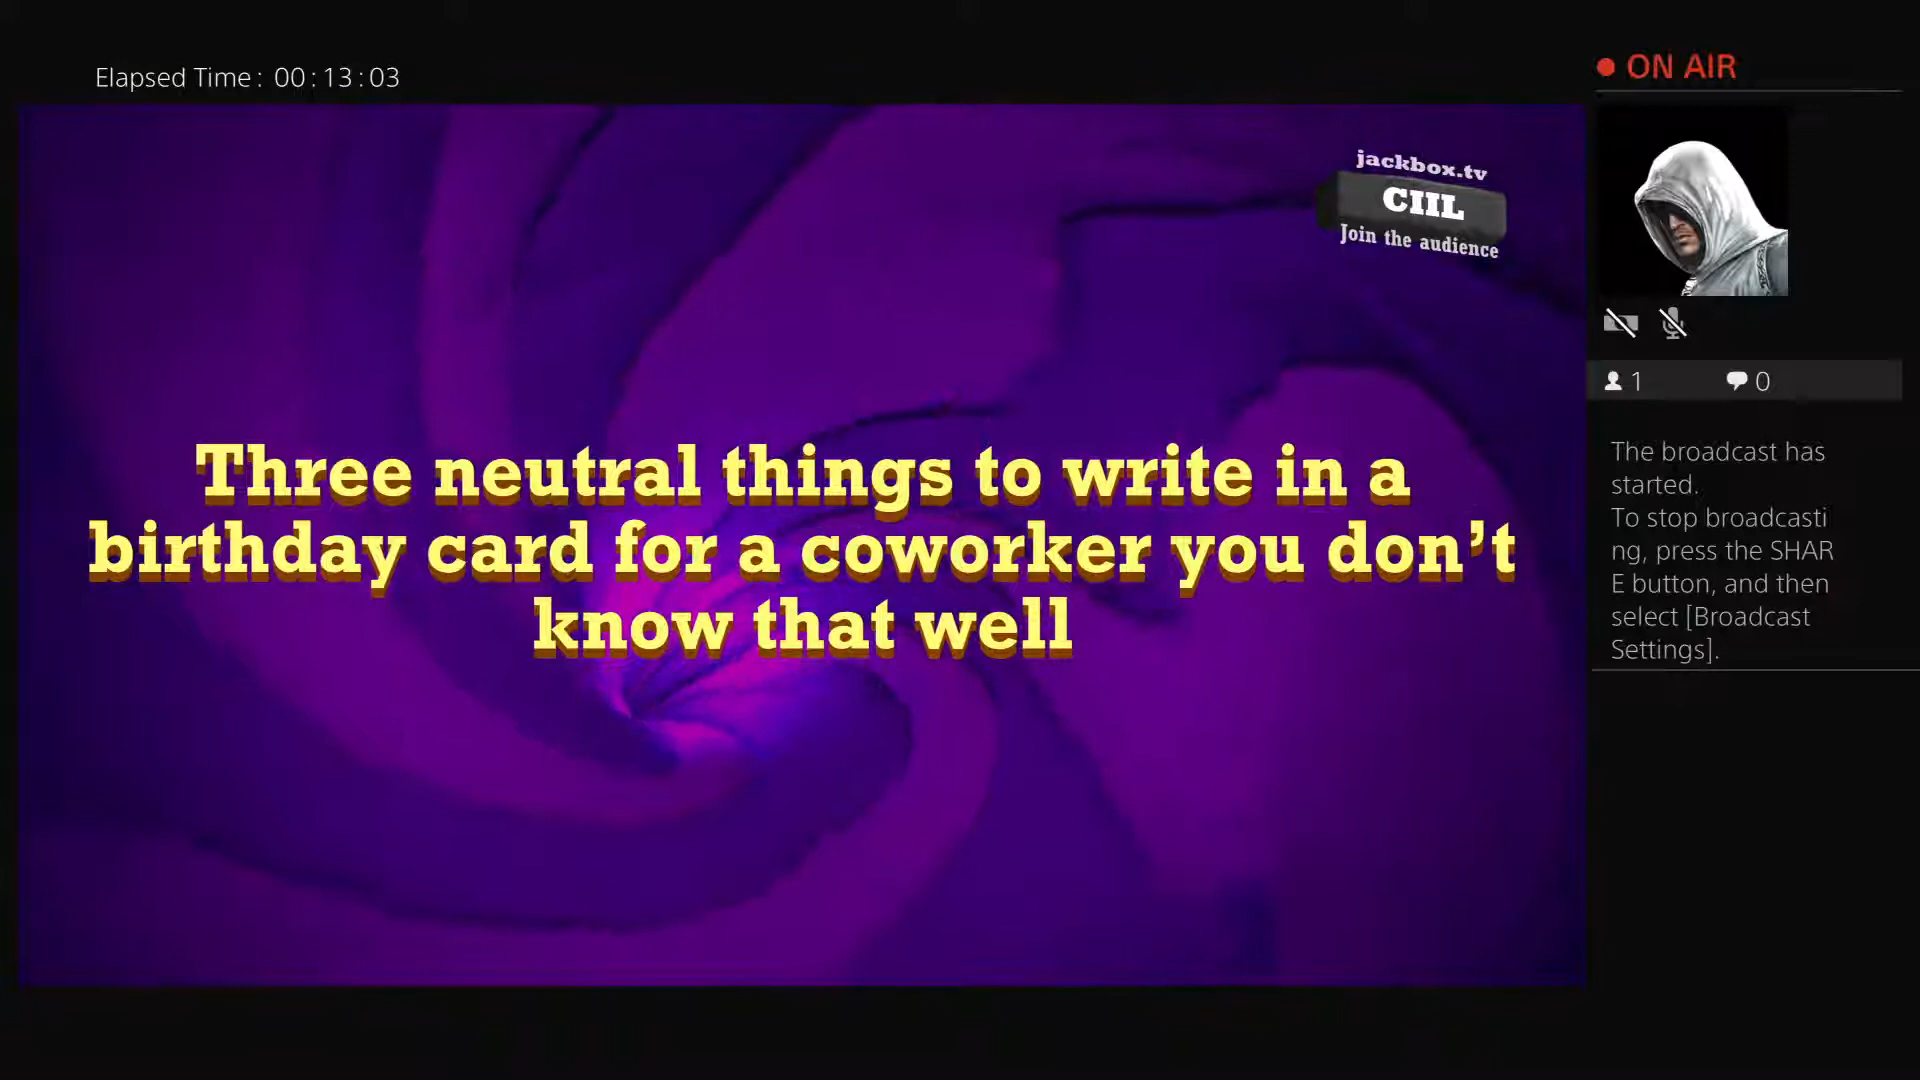 Elapsed Time: 00:13:03
ON AIR
jackbox.tv
CIIL
Join the audience
1 0
Three neutral things to write in a
birthday card for a coworker you don't
know that well
The broadcast has
started.
To stop broadcasti
ng, press the SHAR
E button, and then
select [Broadcast
Settings].